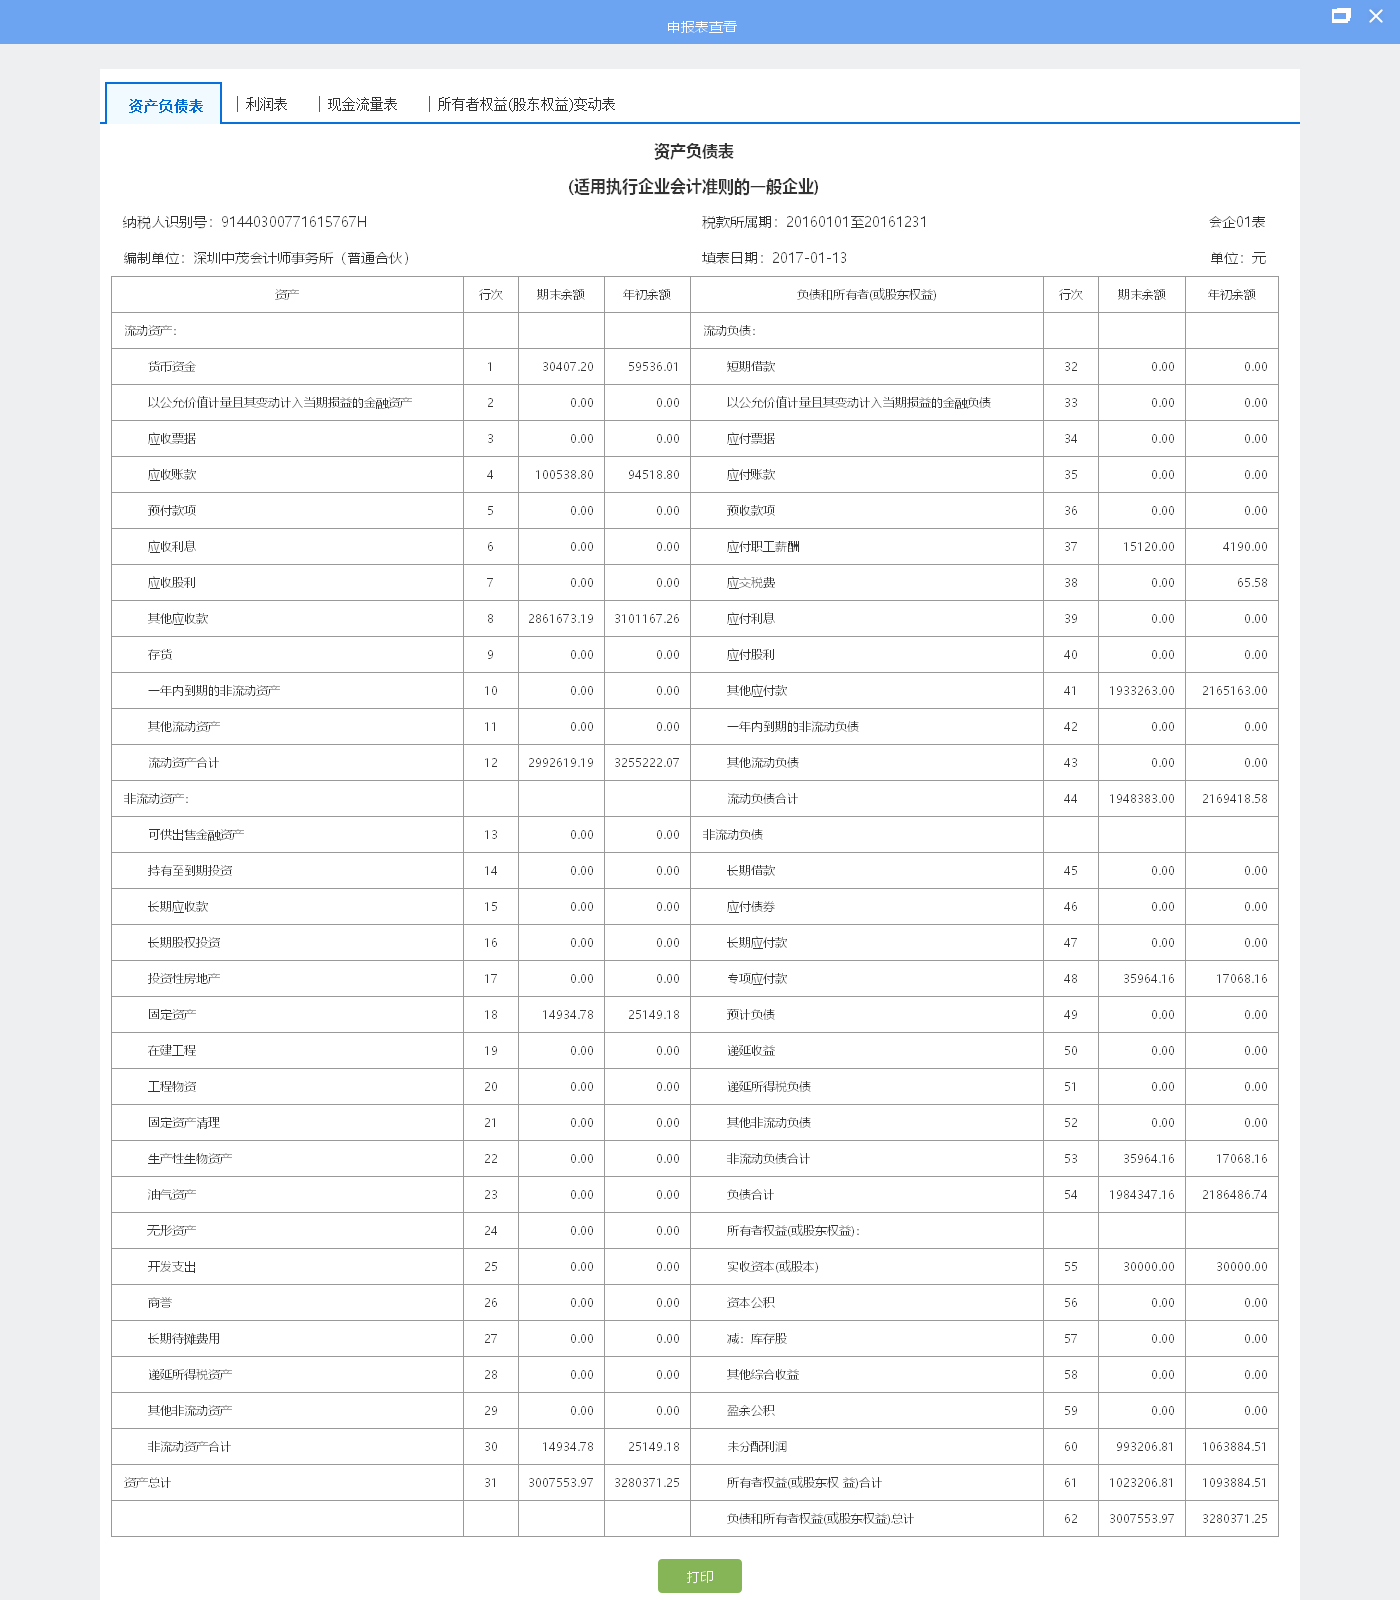 申报表查看
资产负债表 利润表 现金流量表 所有者权益(股东权益)变动表
资产负债表
(适用执行企业会计准则的一般企业)
纳税人识别号：91440300771615767H 税款所属期：20160101至20161231 会企01表
编制单位：深圳中茂会计师事务所（普通合伙） 填表日期：2017-01-13 单位：元
资产 行次 期末余额 年初余额 负债和所有者(或股东权益) 行次 期末余额 年初余额
流动资产： 流动负债：
货币资金 1 30407.20 59536.01 短期借款 32 0.00 0.00
以公允价值计量且其变动计入当期损益的金融资产 2 0.00 0.00 以公允价值计量且其变动计入当期损益的金融负债 33 0.00 0.00
应收票据 3 0.00 0.00 应付票据 34 0.00 0.00
应收账款 4 100538.80 94518.80 应付账款 35 0.00 0.00
预付款项 5 0.00 0.00 预收款项 36 0.00 0.00
应收利息 6 0.00 0.00 应付职工薪酬 37 15120.00 4190.00
应收股利 7 0.00 0.00 应交税费 38 0.00 65.58
其他应收款 8 2861673.19 3101167.26 应付利息 39 0.00 0.00
存货 9 0.00 0.00 应付股利 40 0.00 0.00
一年内到期的非流动资产 10 0.00 0.00 其他应付款 41 1933263.00 2165163.00
其他流动资产 11 0.00 0.00 一年内到期的非流动负债 42 0.00 0.00
流动资产合计 12 2992619.19 3255222.07 其他流动负债 43 0.00 0.00
非流动资产： 流动负债合计 44 1948383.00 2169418.58
可供出售金融资产 13 0.00 0.00 非流动负债
持有至到期投资 14 0.00 0.00 长期借款 45 0.00 0.00
长期应收款 15 0.00 0.00 应付债券 46 0.00 0.00
长期股权投资 16 0.00 0.00 长期应付款 47 0.00 0.00
投资性房地产 17 0.00 0.00 专项应付款 48 35964.16 17068.16
固定资产 18 14934.78 25149.18 预计负债 49 0.00 0.00
在建工程 19 0.00 0.00 递延收益 50 0.00 0.00
工程物资 20 0.00 0.00 递延所得税负债 51 0.00 0.00
固定资产清理 21 0.00 0.00 其他非流动负债 52 0.00 0.00
生产性生物资产 22 0.00 0.00 非流动负债合计 53 35964.16 17068.16
油气资产 23 0.00 0.00 负债合计 54 1984347.16 2186486.74
无形资产 24 0.00 0.00 所有者权益(或股东权益)：
开发支出 25 0.00 0.00 实收资本(或股本) 55 30000.00 30000.00
商誉 26 0.00 0.00 资本公积 56 0.00 0.00
长期待摊费用 27 0.00 0.00 减：库存股 57 0.00 0.00
递延所得税资产 28 0.00 0.00 其他综合收益 58 0.00 0.00
其他非流动资产 29 0.00 0.00 盈余公积 59 0.00 0.00
非流动资产合计 30 14934.78 25149.18 未分配利润 60 993206.81 1063884.51
资产总计 31 3007553.97 3280371.25 所有者权益(或股东权 益)合计 61 1023206.81 1093884.51
负债和所有者权益(或股东权益)总计 62 3007553.97 3280371.25
打印